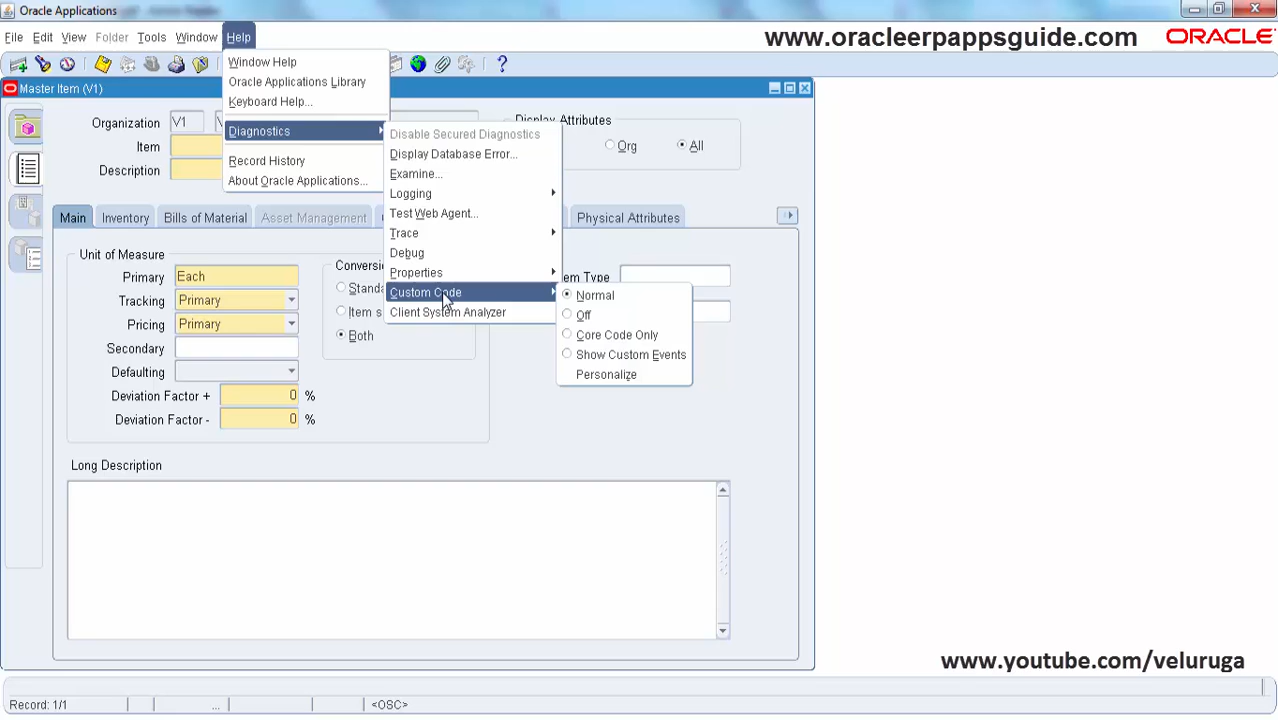 Oracle Applications
File Edit View Folder Tools Window Help
www.oracleerpappsguide.com
ORACLE
Window Help
Oracle Applications Library
Keyboard Help...
Diagnostics
Record History
About Oracle Applications...
Master Item (V1)
Organization V1
Item
Description
Display Attributes
Org All
Disable Secured Diagnostics
Display Database Error...
Examine...
Logging
Test Web Agent...
Trace
Debug
Properties
Custom Code
Client System Analyzer
Normal
Off
Core Code Only
Show Custom Events
Personalize
Main Inventory Bills of Material Asset Management Physical Attributes
Unit of Measure
Primary Each
Tracking Primary
Pricing Primary
Secondary
Defaulting
Deviation Factor + 0 %
Deviation Factor - 0 %
Both
Long Description
www.youtube.com/veluruga
Record: 1/1 ... <OSC>